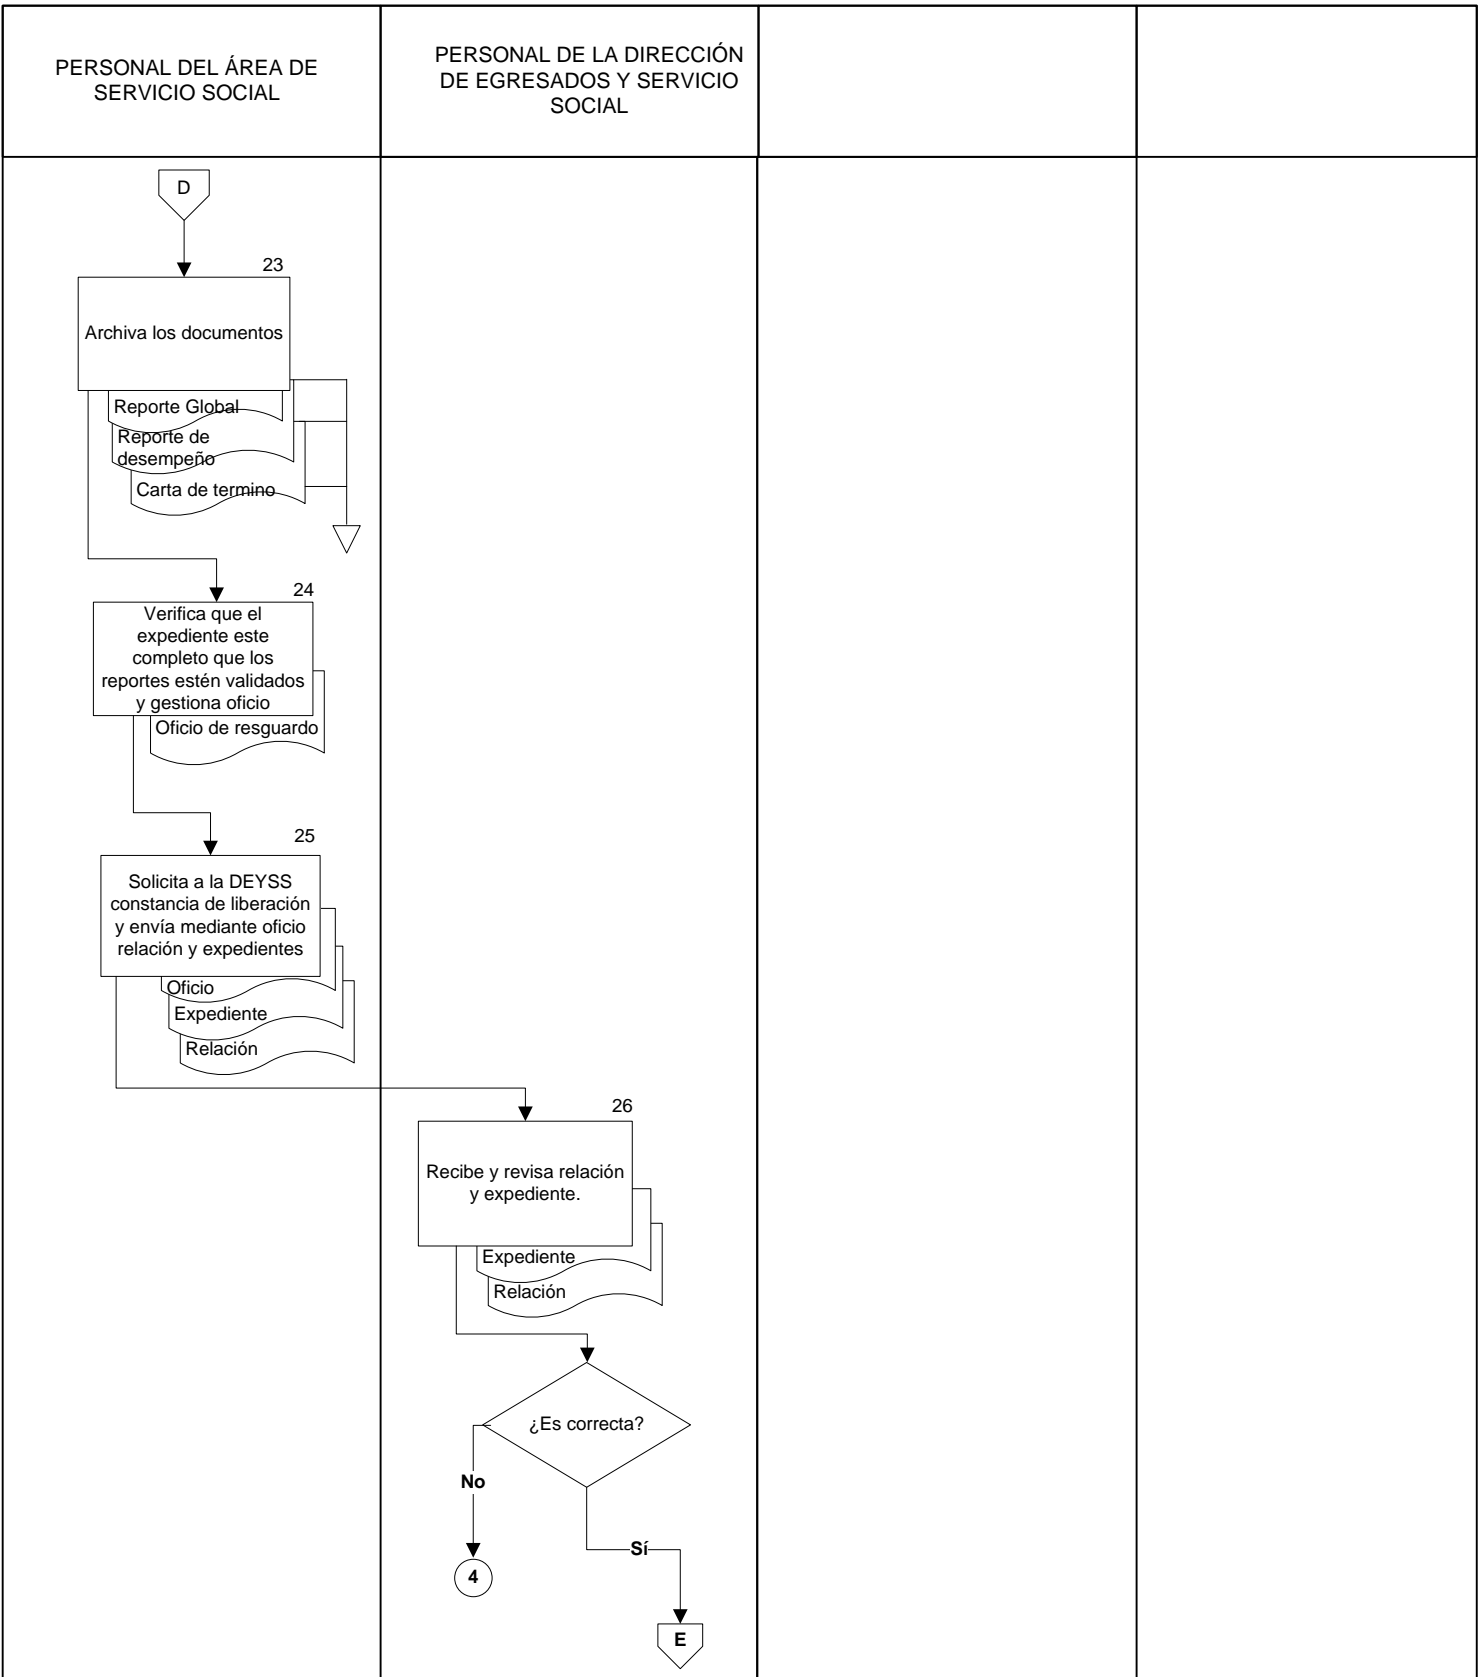 PERSONAL DEL ÁREA DE
SERVICIO SOCIAL
PERSONAL DE LA DIRECCIÓN
DE EGRESADOS Y SERVICIO
SOCIAL
D
23
Archiva los documentos
Reporte Global
Reporte de
desempeño
Carta de termino
24
Verifica que el
expediente este
completo que los
reportes estén validados
y gestiona oficio
Oficio de resguardo
25
Solicita a la DEYSS
constancia de liberación
y envía mediante oficio
relación y expedientes
Oficio
Expediente
Relación
26
Recibe y revisa relación
y expediente.
Expediente
Relación
¿Es correcta?
No
Sí
4
E